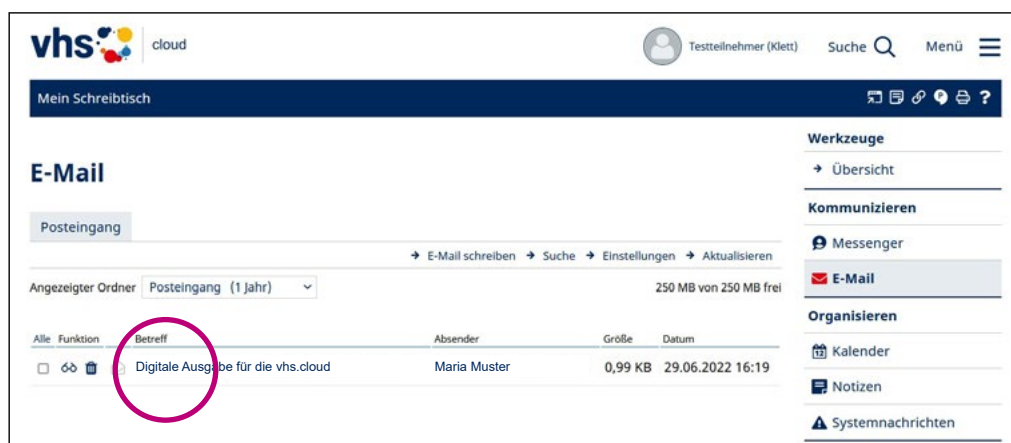 vhs cloud
Testteilnehmer (Klett) Suche Menü
Mein Schreibtisch ?
E-Mail
Posteingang
E-Mail schreiben Suche Einstellungen Aktualisieren
Angezeigter Ordner Posteingang (1 Jahr) 250 MB von 250 MB frei
Alle Funktion Betreff Absender Größe Datum
Digitale Ausgabe für die vhs.cloud Maria Muster 0,99 KB 29.06.2022 16:19
Werkzeuge
Übersicht
Kommunizieren
Messenger
E-Mail
Organisieren
12 Kalender
Notizen
Systemnachrichten